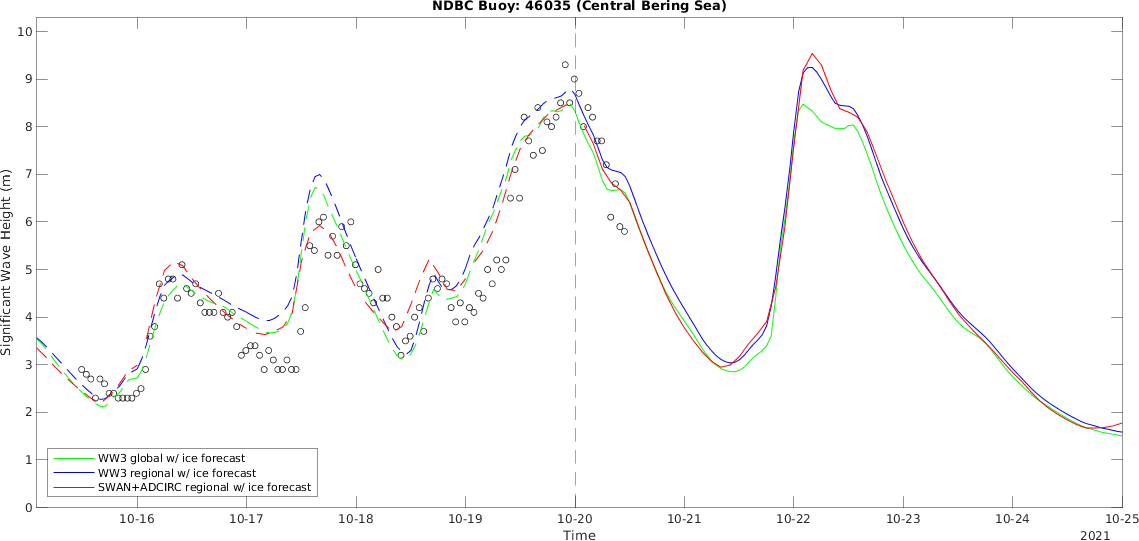 NDBC Buoy: 46035 (Central Bering Sea)
10
9
8
7
6
5
4
3
2
1
0
Significant Wave Height (m)
WW3 global w/ ice forecast
WW3 regional w/ ice forecast
SWAN+ADCIRC regional w/ ice forecast
10-16 10-17 10-18 10-19 10-20 10-21 10-22 10-23 10-24 10-25
Time
2021